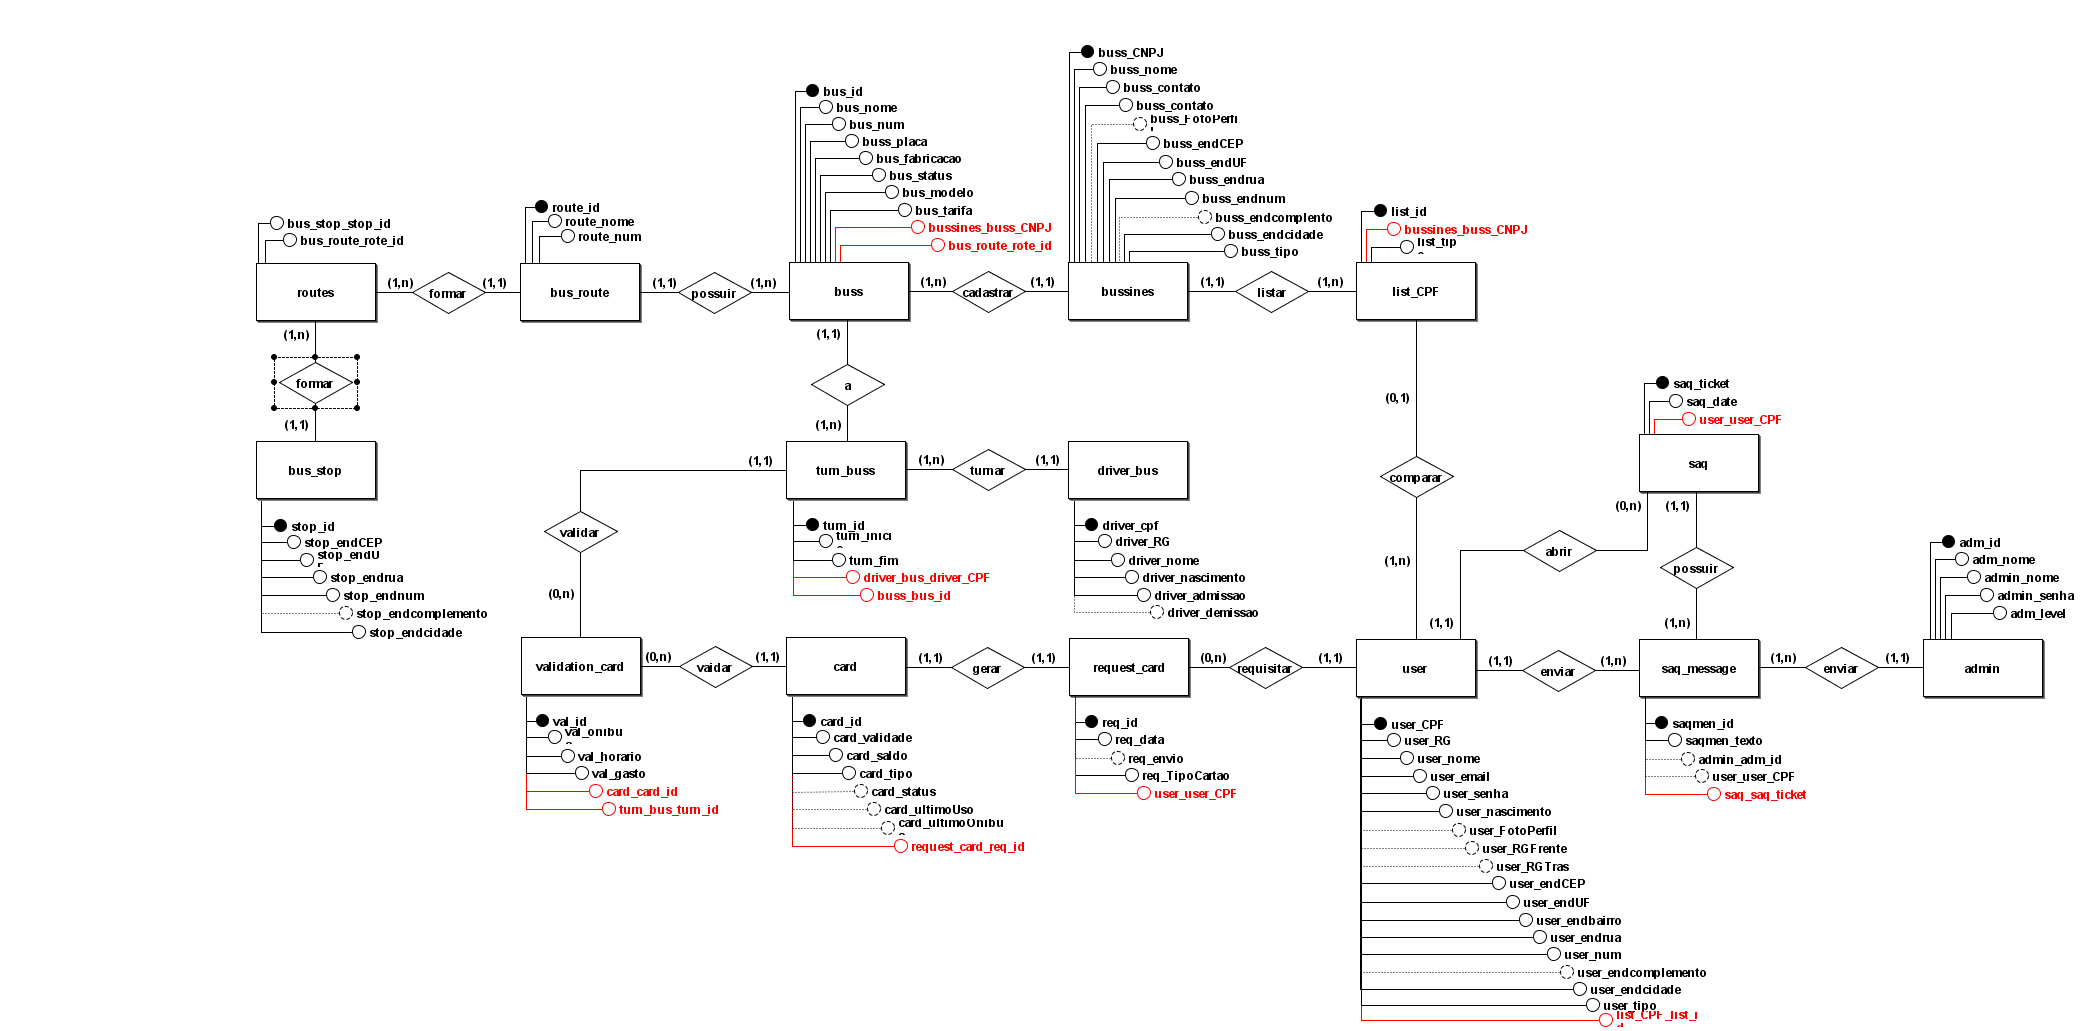 buss_CNPJ
buss_nome
buss_contato
buss_contato
buss_FotoPerfi
buss_endCEP
buss_endUF
buss_endrua
buss_endnum
buss_endcomplento
buss_endcidade
buss_tipo
bus_id
bus_nome
bus_num
buss_placa
bus_fabricacao
bus_status
bus_modelo
bus_tarifa
bussines_buss_CNPJ
bus_route_rote_id
route_id
route_nome
route_num
bus_stop_stop_id
bus_route_rote_id
list_id
bussines_buss_CNPJ
list_tip
routes
(1,n)
formar
(1,1)
bus_route
(1,1)
possuir
(1,n)
buss
(1,n)
cadastrar
(1,1)
bussines
(1,1)
listar
(1,n)
list_CPF
(1,n)
formar
(1,1)
bus_stop
stop_id
stop_endCEP
stop_endU
stop_endrua
stop_endnum
stop_endcomplemento
stop_endcidade
(1,1)
a
(1,n)
(0,1)
comparar
(1,n)
saq_ticket
saq_date
user_user_CPF
saq
(0,n)
(1,1)
abrir
possuir
(1,1)
(1,n)
(1,1)
turn_buss
(1,n)
turnar
(1,1)
driver_bus
validar
(0,n)
turn_id
turn_inici
turn_fim
driver_bus_driver_CPF
buss_bus_id
driver_cpf
driver_RG
driver_nome
driver_nascimento
driver_admissao
driver_demissao
adm_id
adm_nome
admin_nome
admin_senha
adm_level
validation_card
(0,n)
vaidar
(1,1)
card
(1,1)
gerar
(1,1)
request_card
(0,n)
requisitar
(1,1)
user
(1,1)
enviar
(1,n)
saq_message
(1,n)
enviar
(1,1)
admin
val_id
val_onibu
val_horario
val_gasto
card_card_id
turn_bus_turn_id
card_id
card_validade
card_saldo
card_tipo
card_status
card_ultimoUso
card_ultimoOnibu
request_card_req_id
req_id
req_data
req_envio
req_TipoCartao
user_user_CPF
user_CPF
user_RG
user_nome
user_email
user_senha
user_nascimento
user_FotoPerfil
user_RGFrente
user_RGTras
user_endCEP
user_endUF
user_endbairro
user_endrua
user_num
user_endcomplemento
user_endcidade
user_tipo
list_CPF_list_i
saqmen_id
saqmen_texto
admin_adm_id
user_user_CPF
saq_saq_ticket